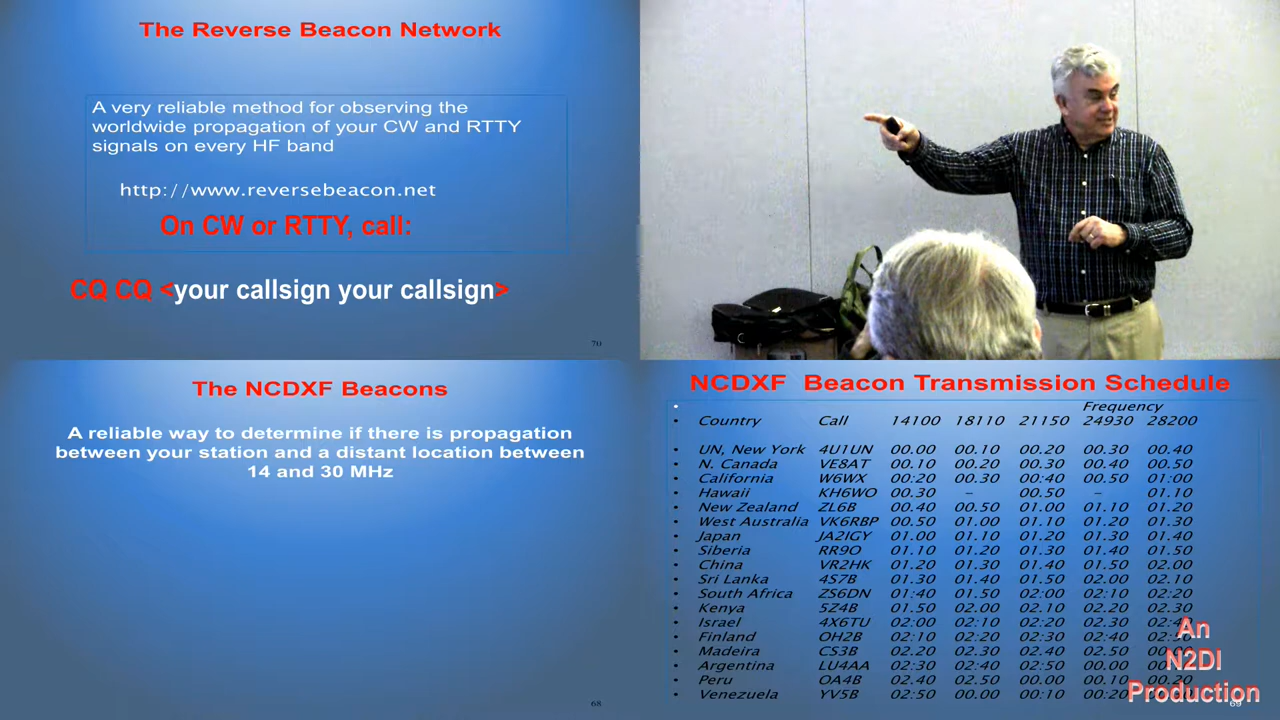 The Reverse Beacon Network
A very reliable method for observing the
worldwide propagation of your CW and RTTY
signals on every HF band
http://www.reversebeacon.net
On CW or RTTY, call:
CQ CQ <your callsign your callsign>
70
The NCDXF Beacons
A reliable way to determine if there is propagation
between your station and a distant location between
14 and 30 MHz
68
NCDXF Beacon Transmission Schedule
• Frequency
• Country Call 14100 18110 21150 24930 28200
• UN, New York 4U1UN 00.00 00.10 00.20 00.30 00.40
• N. Canada VE8AT 00.10 00.20 00.30 00.40 00.50
• California W6WX 00:20 00.30 00:40 00.50 01:00
• Hawaii KH6WO 00.30 – 00.50 – 01.10
• New Zealand ZL6B 00.40 00.50 01.00 01.10 01.20
• West Australia VK6RBP 00.50 01.00 01.10 01.20 01.30
• Japan JA2IGY 01.00 01.10 01.20 01.30 01.40
• Siberia RR9O 01.10 01.20 01.30 01.40 01.50
• China VR2HK 01.20 01.30 01.40 01.50 02.00
• Sri Lanka 4S7B 01.30 01.40 01.50 02.00 02.10
• South Africa ZS6DN 01:40 01.50 02:00 02:10 02:20
• Kenya 5Z4B 01.50 02.00 02.10 02.20 02.30
• Israel 4X6TU 02:00 02:10 02:20 02.30
• Finland OH2B 02:10 02:20 02:30 02:40
• Madeira CS3B 02.20 02.30 02.40 02.50
• Argentina LU4AA 02:30 02:40 02:50 00.00
• Peru OA4B 02.40 02.50 00.00 00.10 00.20
• Venezuela YV5B 02:50 00.00 00:10 00:20
An
N2DI
Production
69